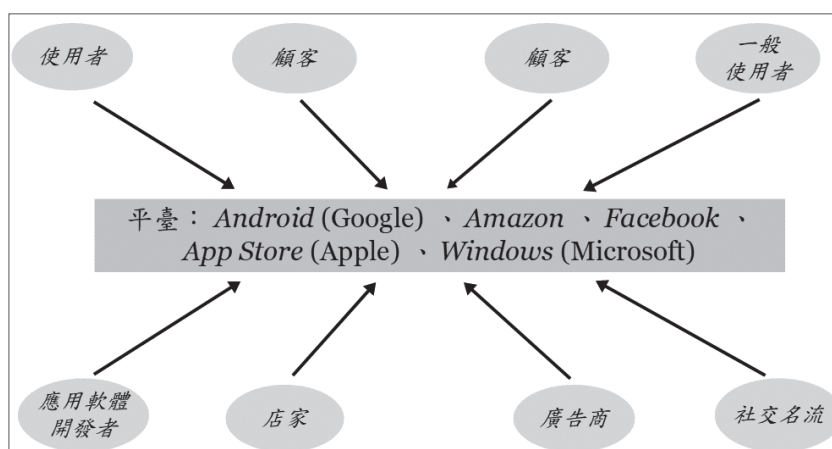 使用者
顧客
顧客
一般
使用者
平臺：Android (Google) 、Amazon 、Facebook 、
App Store (Apple) 、Windows (Microsoft)
應用軟體
開發者
店家
廣告商
社交名流